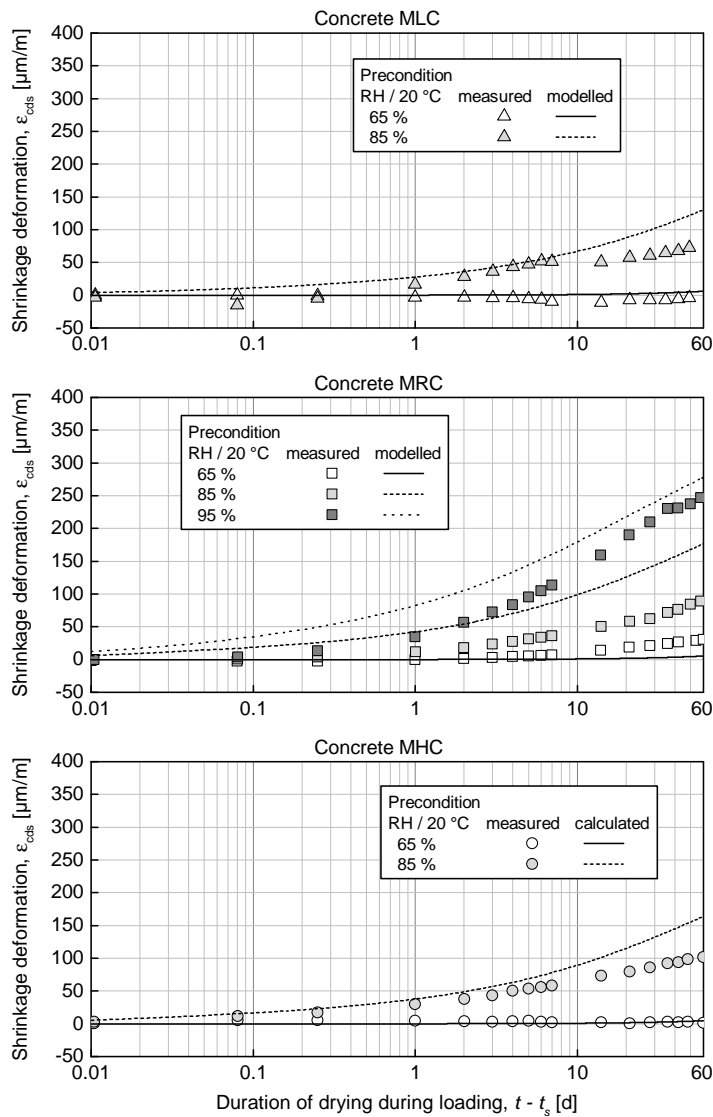 Concrete MLC
400
350
300
250
200
150
100
50
0
-50
Shrinkage deformation, εcds [µm/m]
Precondition
RH / 20 °C measured modelled
65 %
85 %
0.01 0.1 1 10 60
Concrete MRC
400
350
300
250
200
150
100
50
0
-50
Shrinkage deformation, εcds [µm/m]
Precondition
RH / 20 °C measured modelled
65 %
85 %
95 %
0.01 0.1 1 10 60
Concrete MHC
400
350
300
250
200
150
100
50
0
-50
Shrinkage deformation, εcds [µm/m]
Precondition
RH / 20 °C measured calculated
65 %
85 %
0.01 0.1 1 10 60
Duration of drying during loading, t - ts [d]